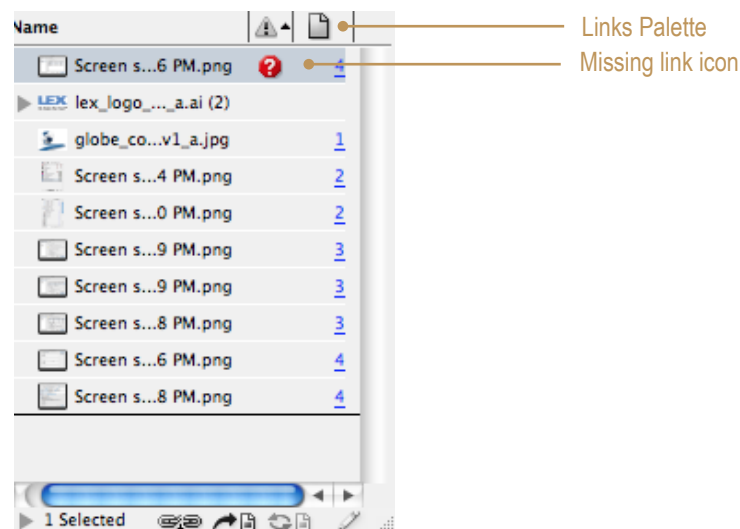 Name
Links Palette
Screen s...6 PM.png 4
Missing link icon
LEX lex_logo_..._a.ai (2)
globe_co...v1_a.jpg 1
Screen s...4 PM.png 2
Screen s...0 PM.png 2
Screen s...9 PM.png 3
Screen s...9 PM.png 3
Screen s...8 PM.png 3
Screen s...6 PM.png 4
Screen s...8 PM.png 4
1 Selected